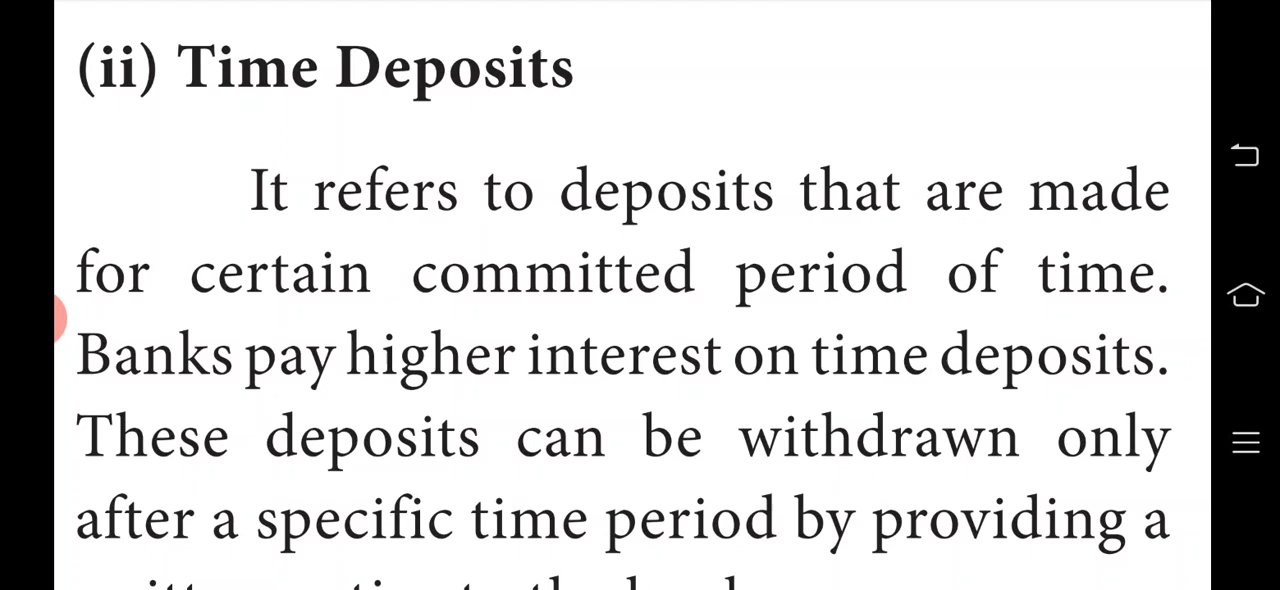 (ii) Time Deposits
It refers to deposits that are made
for certain committed period of time.
Banks pay higher interest on time deposits.
These deposits can be withdrawn only
after a specific time period by providing a